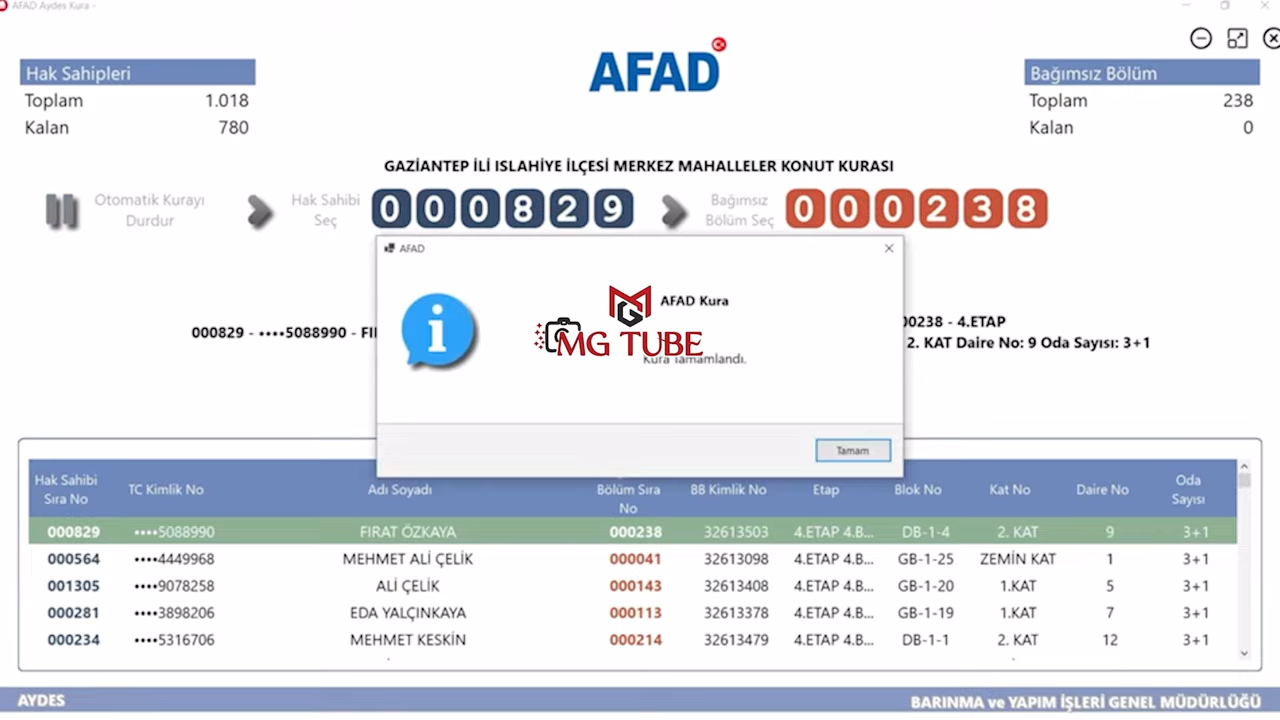 AFAD Aydes Kura -
AFAD
Hak Sahipleri
Toplam 1.018
Kalan 780
Bağımsız Bölüm
Toplam 238
Kalan 0
GAZİANTEP İLİ ISLAHİYE İLÇESİ MERKEZ MAHALLELER KONUT KURASI
Otomatik Kurayı
Durdur
Hak Sahibi
Seç
000829
Bağımsız
Bölüm Seç
000238
AFAD
AFAD Kura
MG TUBE
Kura Tamamlandı.
Tamam
000829 - ••••5088990 -
00238 - 4.ETAP
2. KAT Daire No: 9 Oda Sayısı: 3+1
Hak Sahibi Sıra No TC Kimlik No Adı Soyadı Bölüm Sıra No BB Kimlik No Etap Blok No Kat No Daire No Oda Sayısı
000829 ••••5088990 FIRAT ÖZKAYA 000238 32613503 4.ETAP 4.B... DB-1-4 2. KAT 9 3+1
000564 ••••4449968 MEHMET ALİ ÇELİK 000041 32613098 4.ETAP 4.B... GB-1-25 ZEMİN KAT 1 3+1
001305 ••••9078258 ALİ ÇELİK 000143 32613408 4.ETAP 4.B... GB-1-20 1.KAT 5 3+1
000281 ••••3898206 EDA YALÇINKAYA 000113 32613378 4.ETAP 4.B... GB-1-19 1.KAT 7 3+1
000234 ••••5316706 MEHMET KESKİN 000214 32613479 4.ETAP 4.B... DB-1-1 2. KAT 12 3+1
AYDES
BARINMA ve YAPIM İŞLERİ GENEL MÜDÜRLÜĞÜ